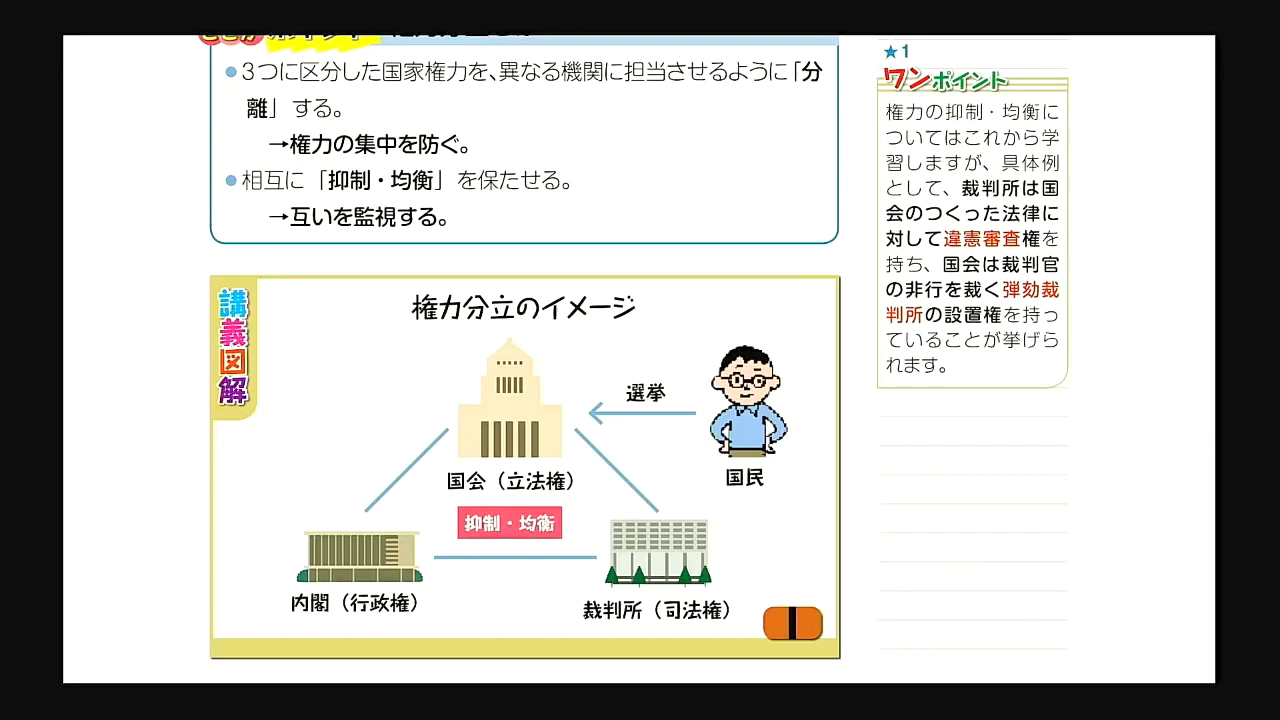 ●３つに区分した国家権力を、異なる機関に担当させるように「分
離」する。
→権力の集中を防ぐ。
●相互に「抑制・均衡」を保たせる。
→互いを監視する。
★1
ワンポイント
権力の抑制・均衡に
ついてはこれから学
習しますが、具体例
として、裁判所は国
会のつくった法律に
対して違憲審査権を
持ち、国会は裁判官
の非行を裁く弾劾裁
判所の設置権を持っ
ていることが挙げら
れます。
講義図解
権力分立のイメージ
選挙
国民
国会（立法権）
抑制・均衡
内閣（行政権）
裁判所（司法権）